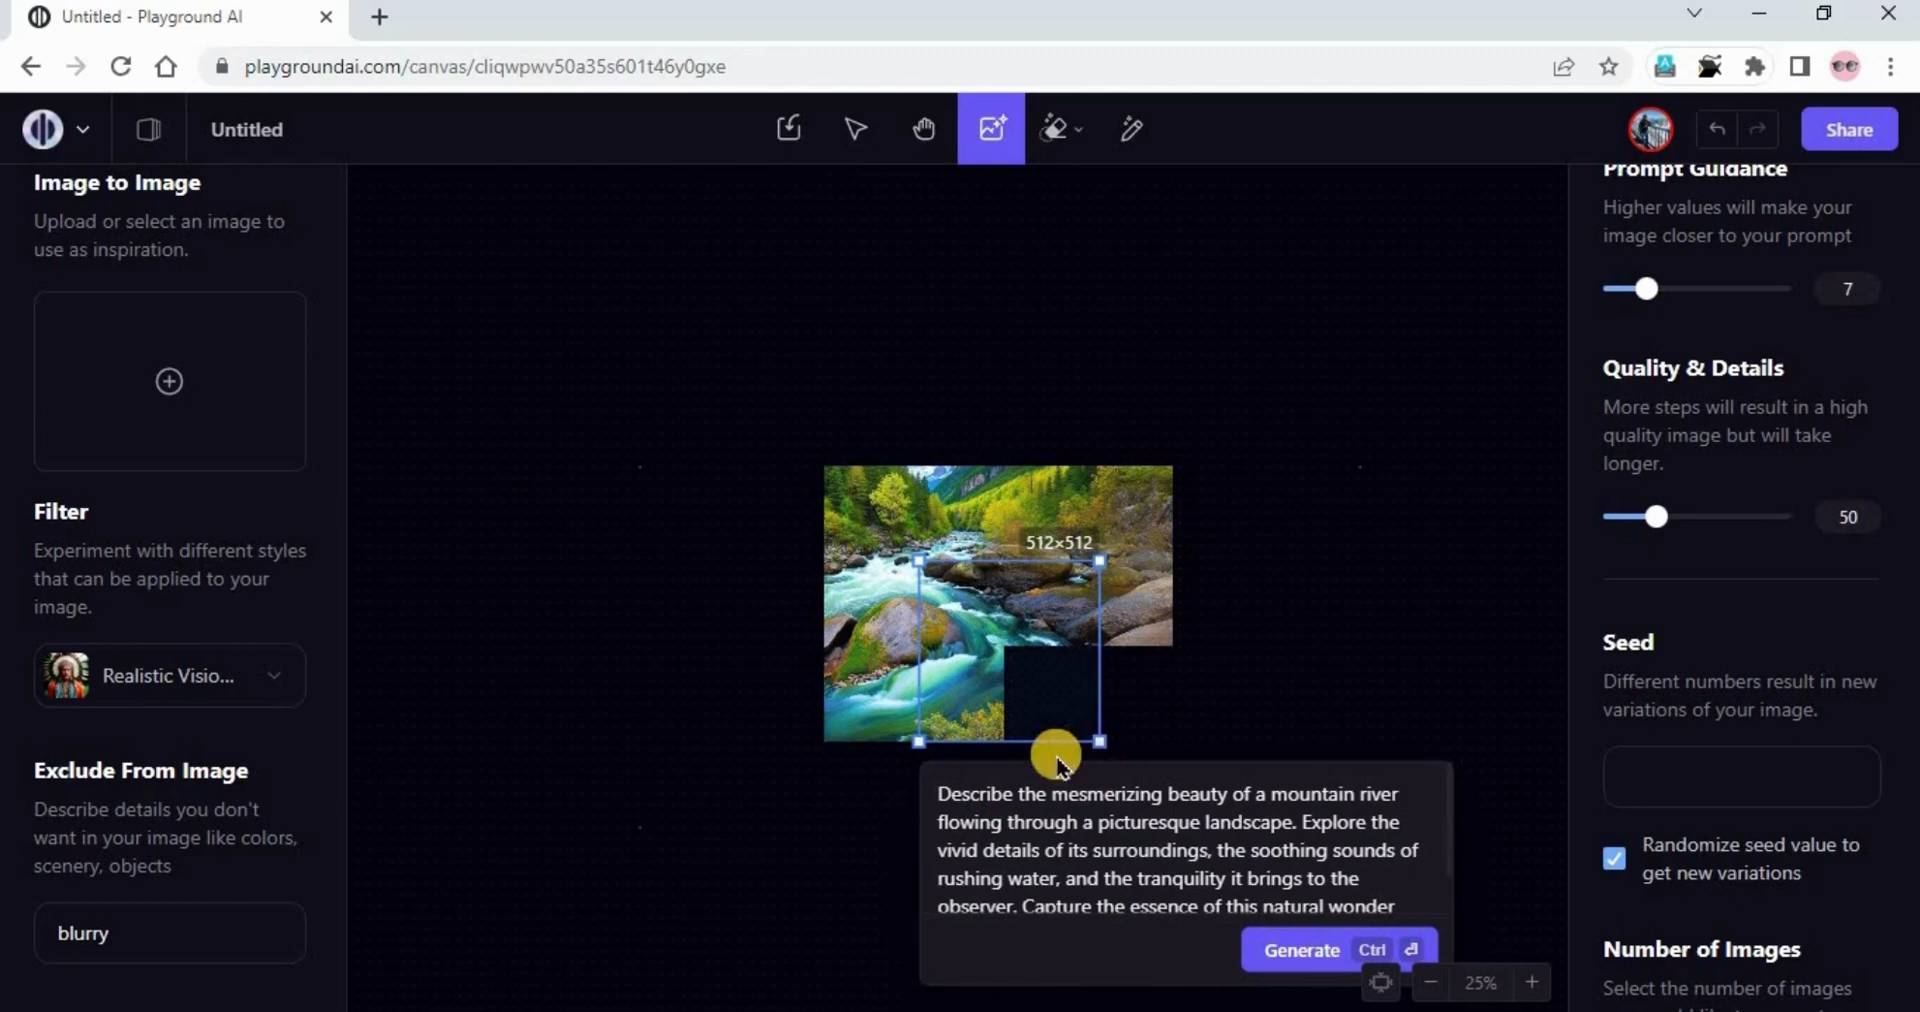 Untitled - Playground AI
playgroundai.com/canvas/cliqwpwv50a35s601t46y0gxe
Untitled
Share
Image to Image
Upload or select an image to
use as inspiration.
Filter
Experiment with different styles
that can be applied to your
image.
Realistic Visio...
Exclude From Image
Describe details you don't
want in your image like colors,
scenery, objects
blurry
512×512
Describe the mesmerizing beauty of a mountain river
flowing through a picturesque landscape. Explore the
vivid details of its surroundings, the soothing sounds of
rushing water, and the tranquility it brings to the
observer. Capture the essence of this natural wonder
Generate Ctrl
25%
Prompt Guidance
Higher values will make your
image closer to your prompt
7
Quality & Details
More steps will result in a high
quality image but will take
longer.
50
Seed
Different numbers result in new
variations of your image.
Randomize seed value to
get new variations
Number of Images
Select the number of images